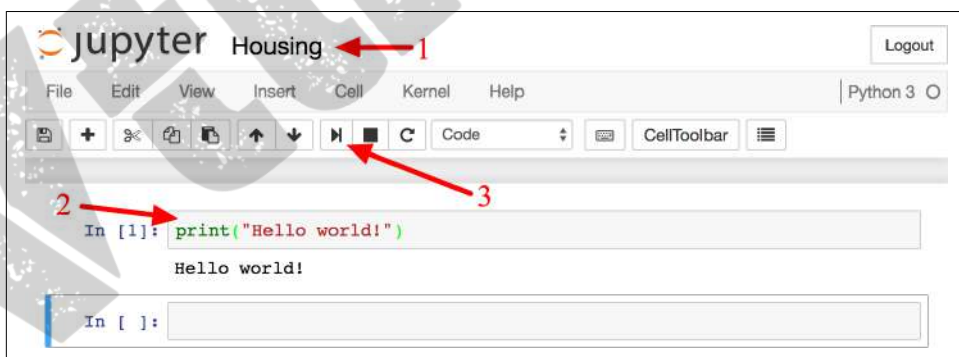 jupyter Housing 1 Logout
File Edit View Insert Cell Kernel Help Python 3
Code CellToolbar
3
2
In [1]: print("Hello world!")
Hello world!
In [ ]: